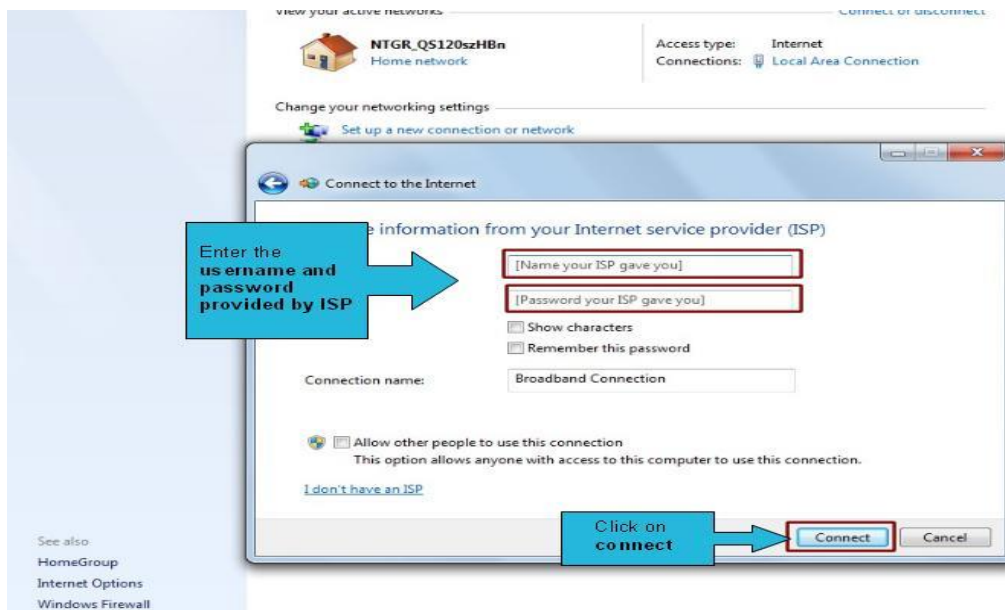 View your active networks
Connect or disconnect
NTGR_QS120szHBn
Home network
Access type: Internet
Connections: Local Area Connection
Change your networking settings
Set up a new connection or network
Connect to the Internet
information from your Internet service provider (ISP)
Enter the
username and
password
provided by ISP
[Name your ISP gave you]
[Password your ISP gave you]
Show characters
Remember this password
Connection name: Broadband Connection
Allow other people to use this connection
This option allows anyone with access to this computer to use this connection.
I don't have an ISP
Click on
connect
Connect
Cancel
See also
HomeGroup
Internet Options
Windows Firewall